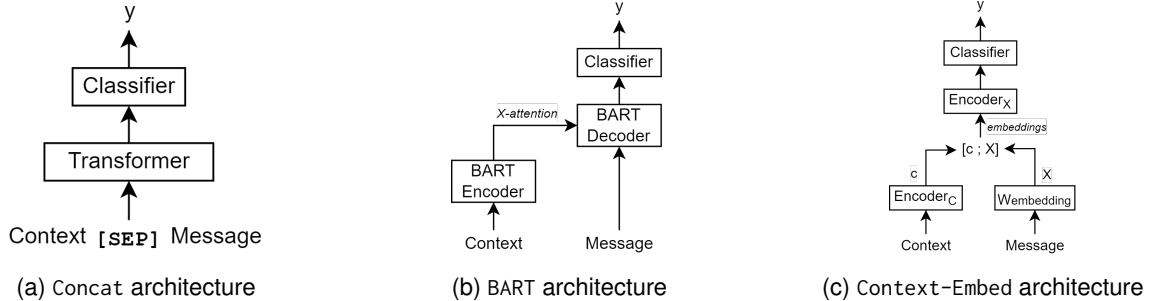 y
Classifier
Transformer
Context [SEP] Message
(a) Concat architecture
y
Classifier
X-attention
BART
Decoder
BART
Encoder
Context
Message
(b) BART architecture
y
Classifier
EncoderX
embeddings
[c ; X]
c
X
EncoderC
Wembedding
Context
Message
(c) Context-Embed architecture